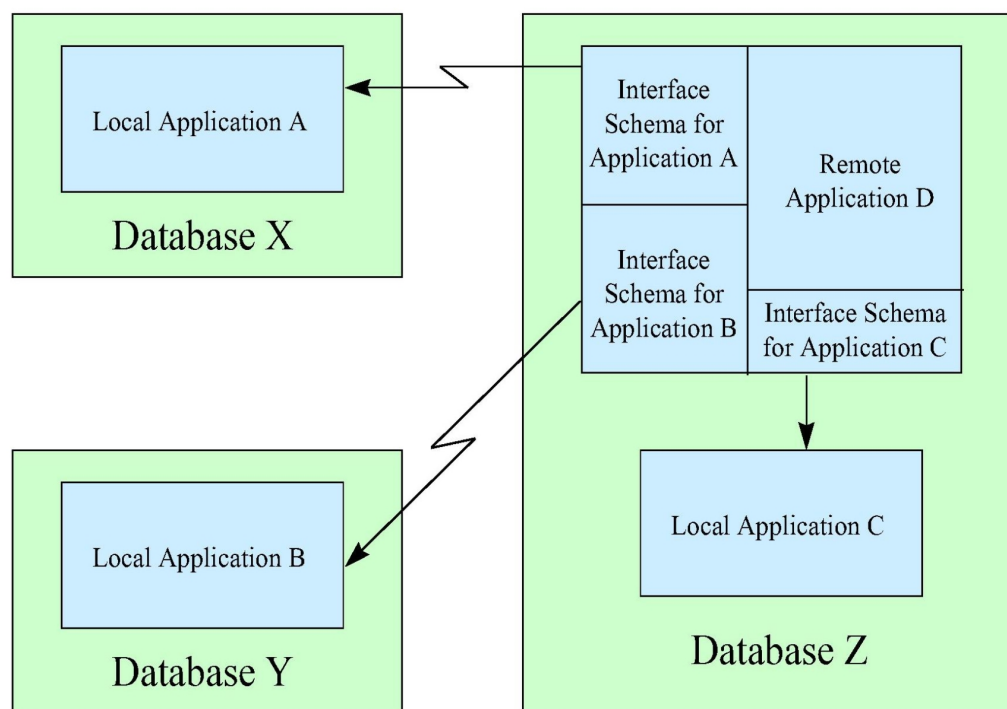 Local Application A
Database X
Interface
Schema for
Application A
Remote
Application D
Interface
Schema for
Application B
Interface Schema
for Application C
Local Application B
Database Y
Local Application C
Database Z